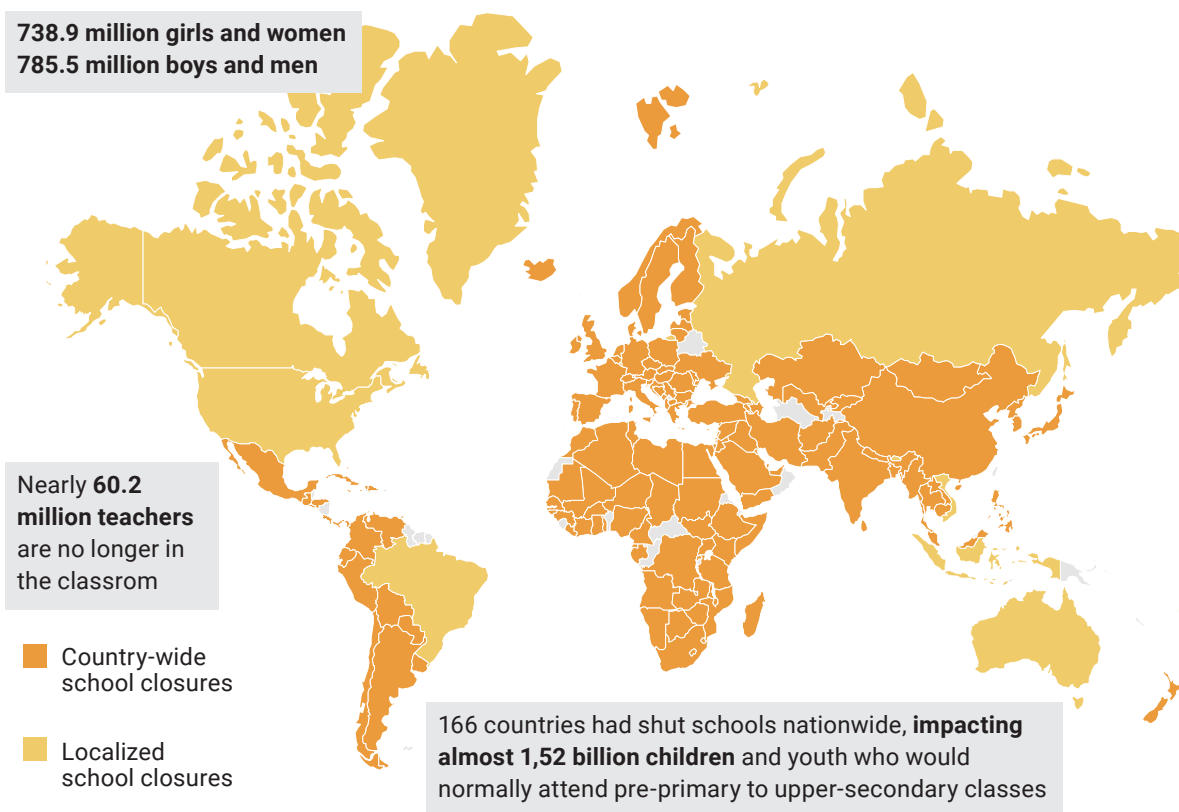 738.9 million girls and women
785.5 million boys and men
Nearly 60.2
million teachers
are no longer in
the classrom
Country-wide
school closures
Localized
school closures
166 countries had shut schools nationwide, impacting
almost 1,52 billion children and youth who would
normally attend pre-primary to upper-secondary classes